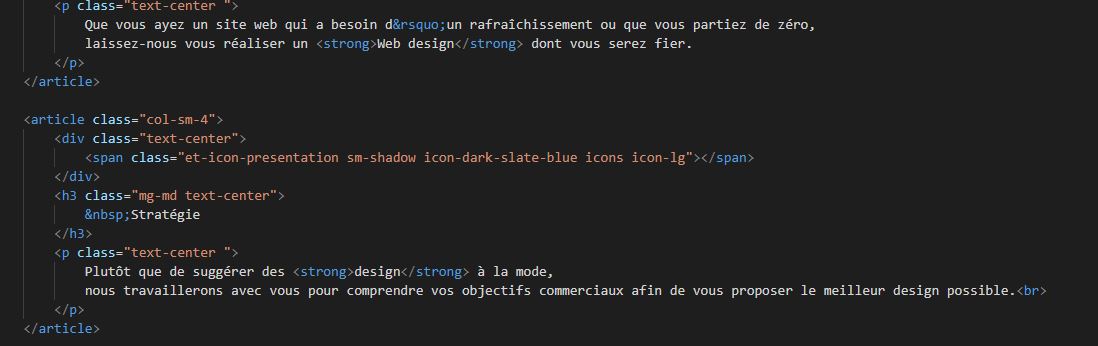 <p class="text-center ">
Que vous ayez un site web qui a besoin d&rsquo;un rafraîchissement ou que vous partiez de zéro,
laissez-nous vous réaliser un <strong>Web design</strong> dont vous serez fier.
</p>
</article>
<article class="col-sm-4">
<div class="text-center">
<span class="et-icon-presentation sm-shadow icon-dark-slate-blue icons icon-lg"></span>
</div>
<h3 class="mg-md text-center">
&nbsp;Stratégie
</h3>
<p class="text-center ">
Plutôt que de suggérer des <strong>design</strong> à la mode,
nous travaillerons avec vous pour comprendre vos objectifs commerciaux afin de vous proposer le meilleur design possible.<br>
</p>
</article>